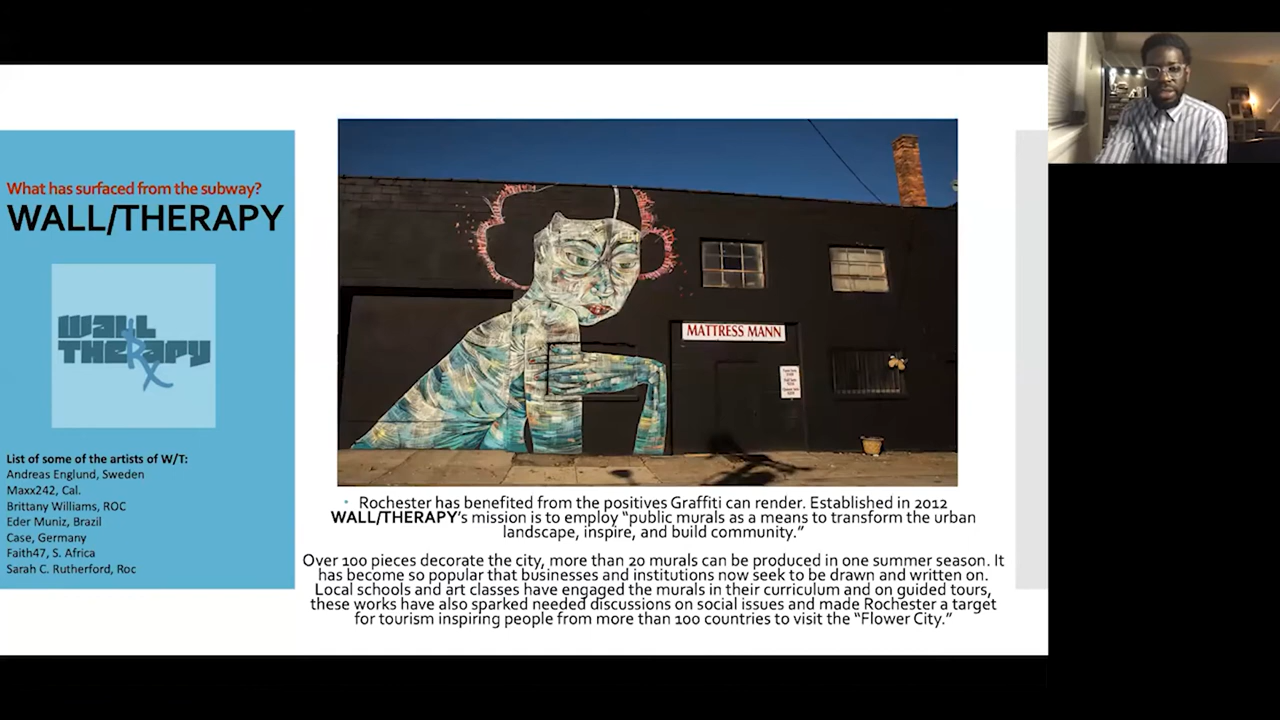 What has surfaced from the subway?
WALL/THERAPY
WALL
THERAPY
List of some of the artists of W/T:
Andreas Englund, Sweden
Maxx242, Cal.
Brittany Williams, ROC
Eder Muniz, Brazil
Case, Germany
Faith47, S. Africa
Sarah C. Rutherford, Roc
MATTRESS MANN
Rochester has benefited from the positives Graffiti can render. Established in 2012
WALL/THERAPY's mission is to employ “public murals as a means to transform the urban
landscape, inspire, and build community.”
Over 100 pieces decorate the city, more than 20 murals can be produced in one summer season. It
has become so popular that businesses and institutions now seek to be drawn and written on.
Local schools and art classes have engaged the murals in their curriculum and on guided tours,
these works have also sparked needed discussions on social issues and made Rochester a target
for tourism inspiring people from more than 100 countries to visit the “Flower City.”